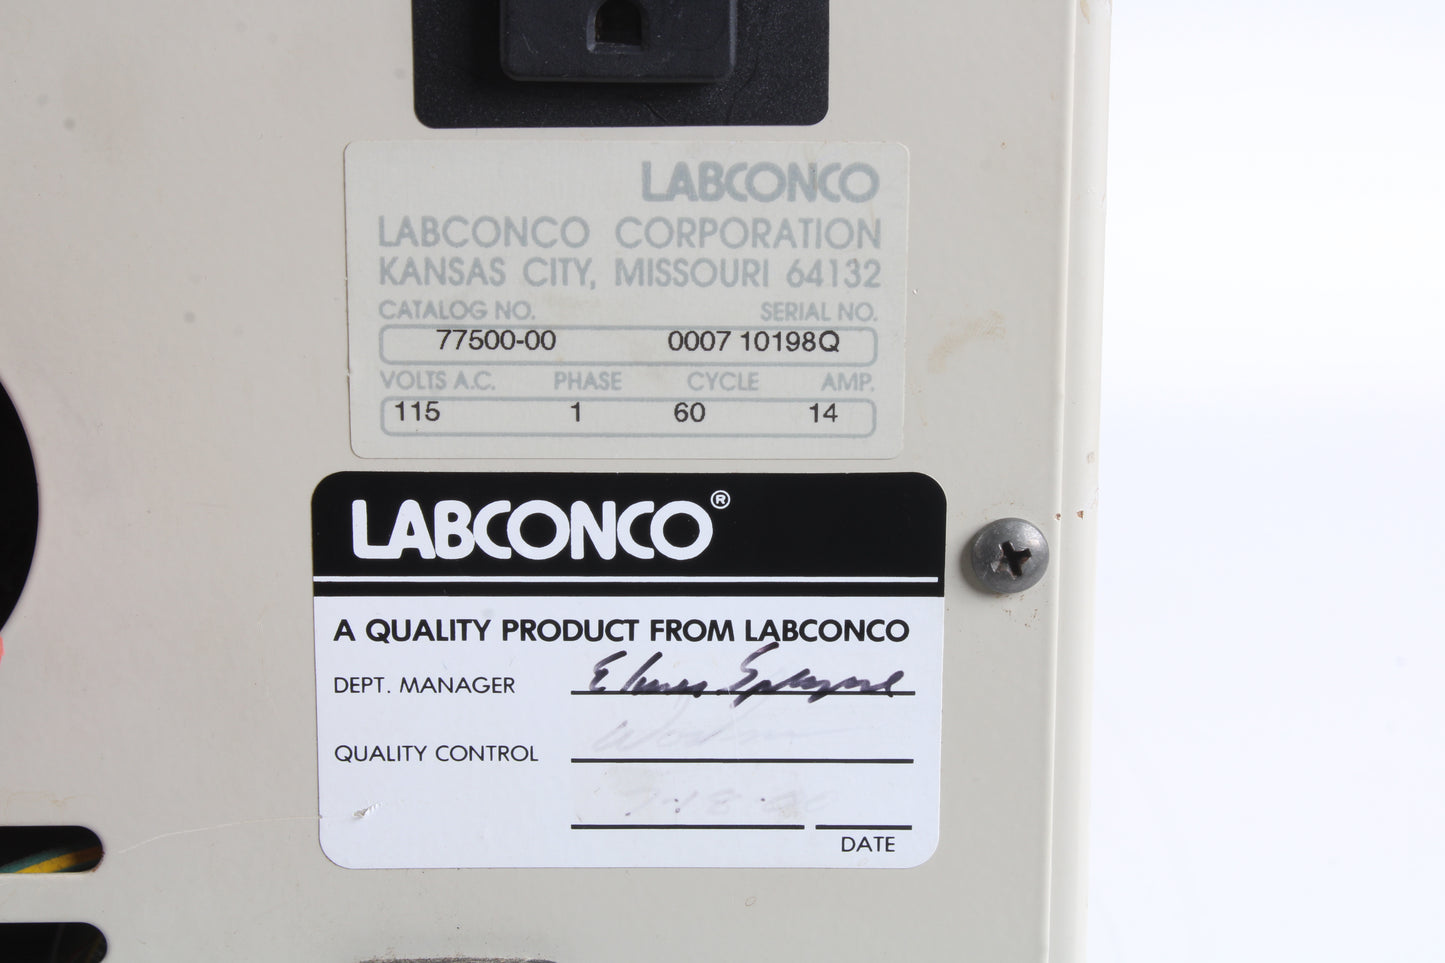 LABCONCO
LABCONCO CORPORATION
KANSAS CITY, MISSOURI 64132
CATALOG NO. SERIAL NO.
77500-00 0007 10198Q
VOLTS A.C. PHASE CYCLE AMP.
115 1 60 14
LABCONCO®
A QUALITY PRODUCT FROM LABCONCO
DEPT. MANAGER
QUALITY CONTROL
DATE